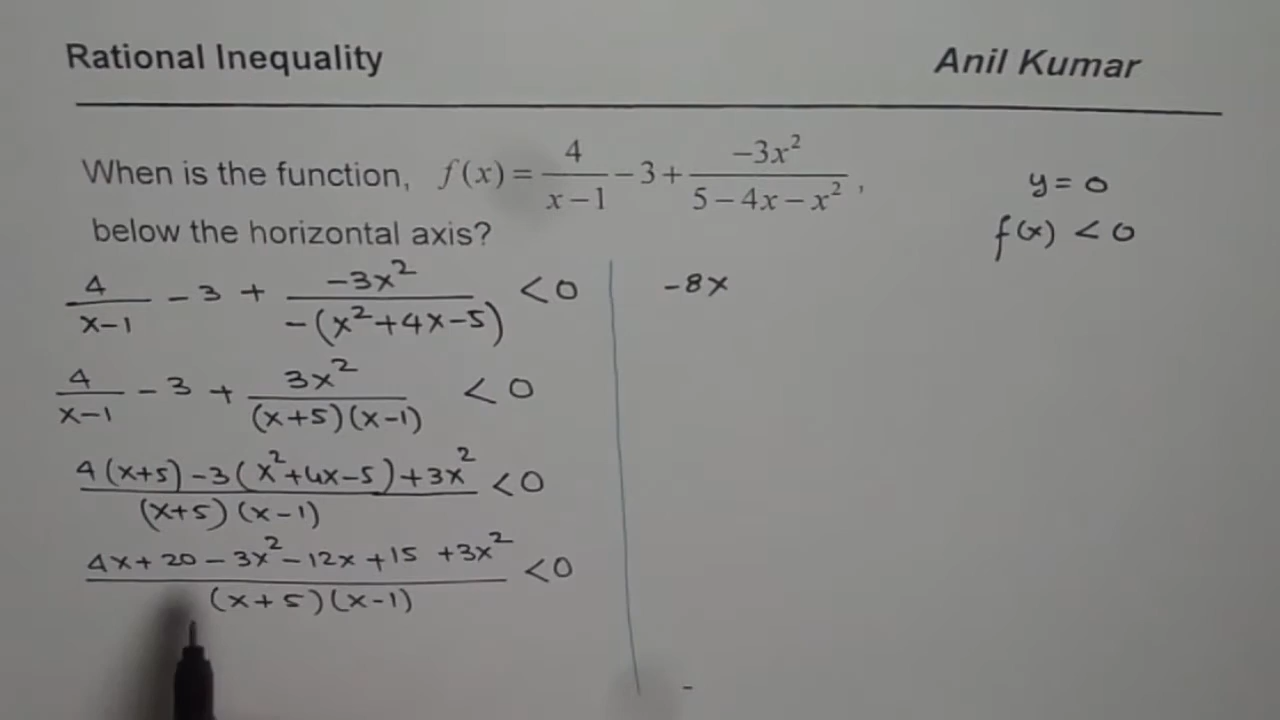 Rational Inequality
Anil Kumar
When is the function, f(x) = 4/(x−1) − 3 + (−3x²)/(5−4x−x²),
below the horizontal axis?
y = 0
f(x) < 0
4/(x−1) − 3 + (−3x²)/(−(x²+4x−5)) < 0
−8x
4/(x−1) − 3 + 3x²/((x+5)(x−1)) < 0
(4(x+5) − 3(x²+4x−5) + 3x²)/((x+5)(x−1)) < 0
(4x + 20 − 3x² − 12x + 15 + 3x²)/((x+5)(x−1)) < 0